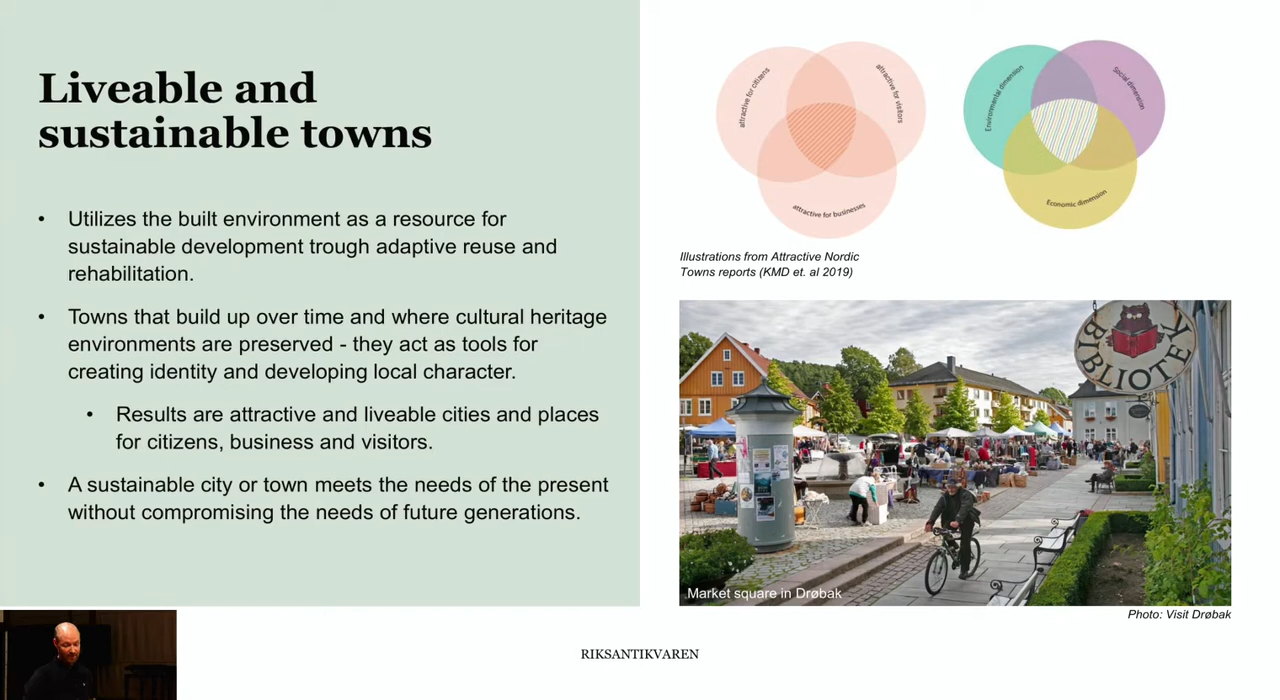 Liveable and
sustainable towns
• Utilizes the built environment as a resource for
sustainable development trough adaptive reuse and
rehabilitation.
• Towns that build up over time and where cultural heritage
environments are preserved - they act as tools for
creating identity and developing local character.
• Results are attractive and liveable cities and places
for citizens, business and visitors.
• A sustainable city or town meets the needs of the present
without compromising the needs of future generations.
attractive for citizens
attractive for visitors
attractive for businesses
Environmental dimension
Social dimension
Economic dimension
Illustrations from Attractive Nordic
Towns reports (KMD et. al 2019)
BIBLIOTEK
Market square in Drøbak
Photo: Visit Drøbak
RIKSANTIKVAREN